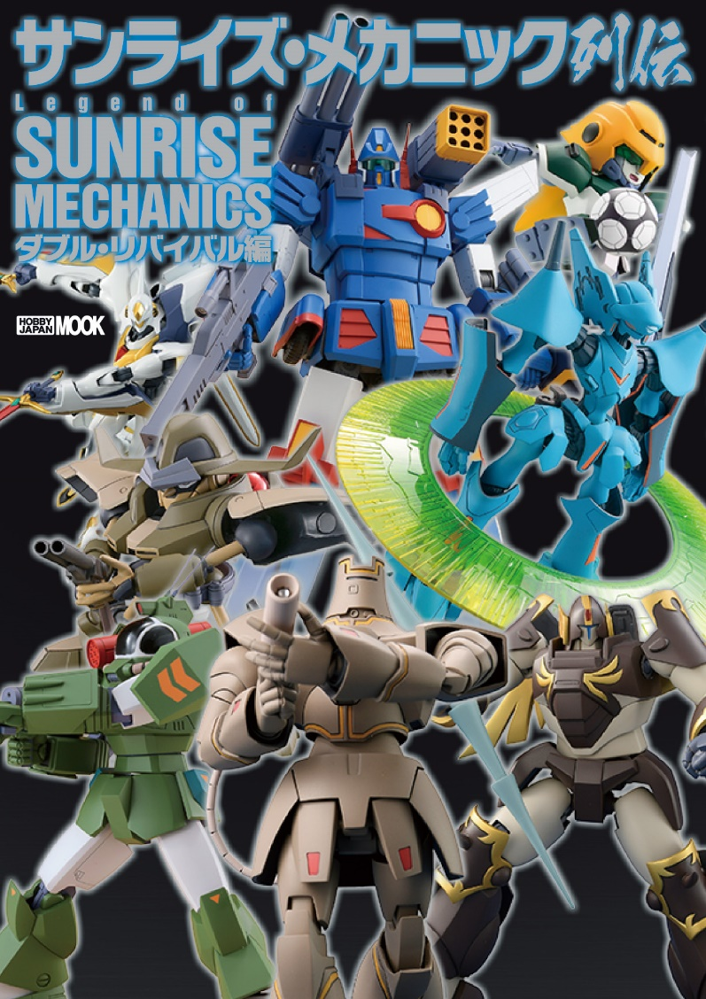 サンライズ・メカニック列伝
Legend of
SUNRISE
MECHANICS
ダブル・リバイバル編
HOBBY
JAPAN MOOK